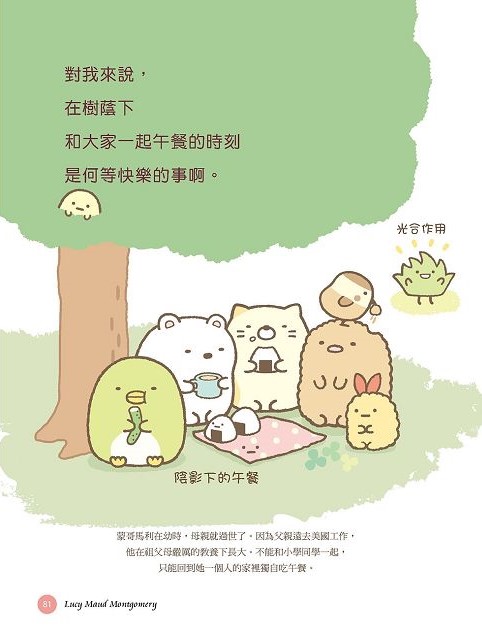 對我來說，
在樹蔭下
和大家一起午餐的時刻
是何等快樂的事啊。
光合作用
陰影下的午餐
蒙哥馬利在幼時，母親就過世了。因為父親遠去美國工作，
他在祖父母嚴厲的教養下長大。不能和小學同學一起，
只能回到她一個人的家裡獨自吃午餐。
81 Lucy Maud Montgomery